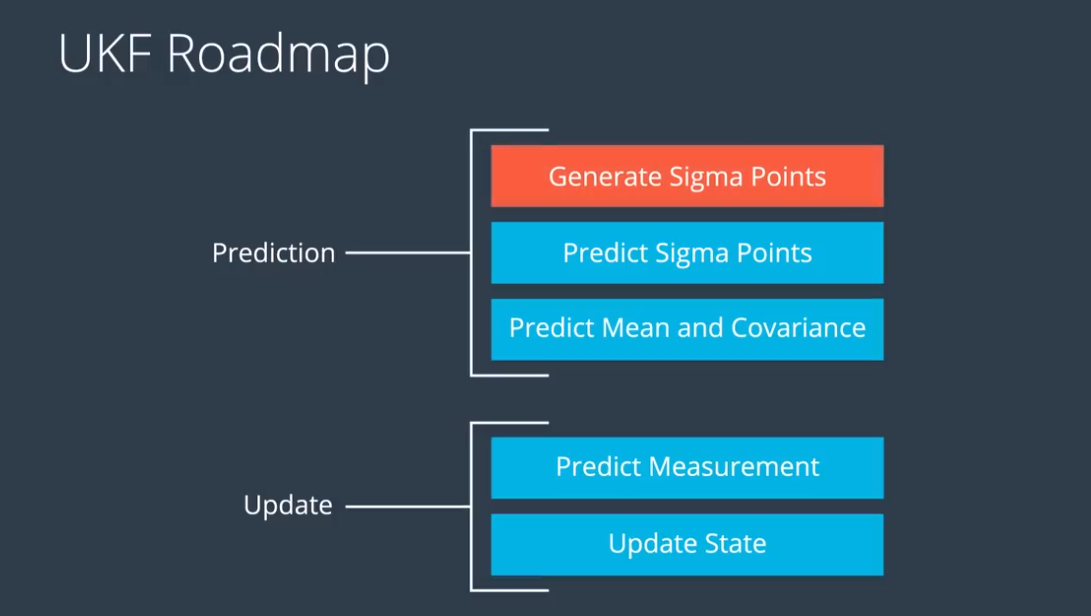 UKF Roadmap
Prediction
Generate Sigma Points
Predict Sigma Points
Predict Mean and Covariance
Update
Predict Measurement
Update State